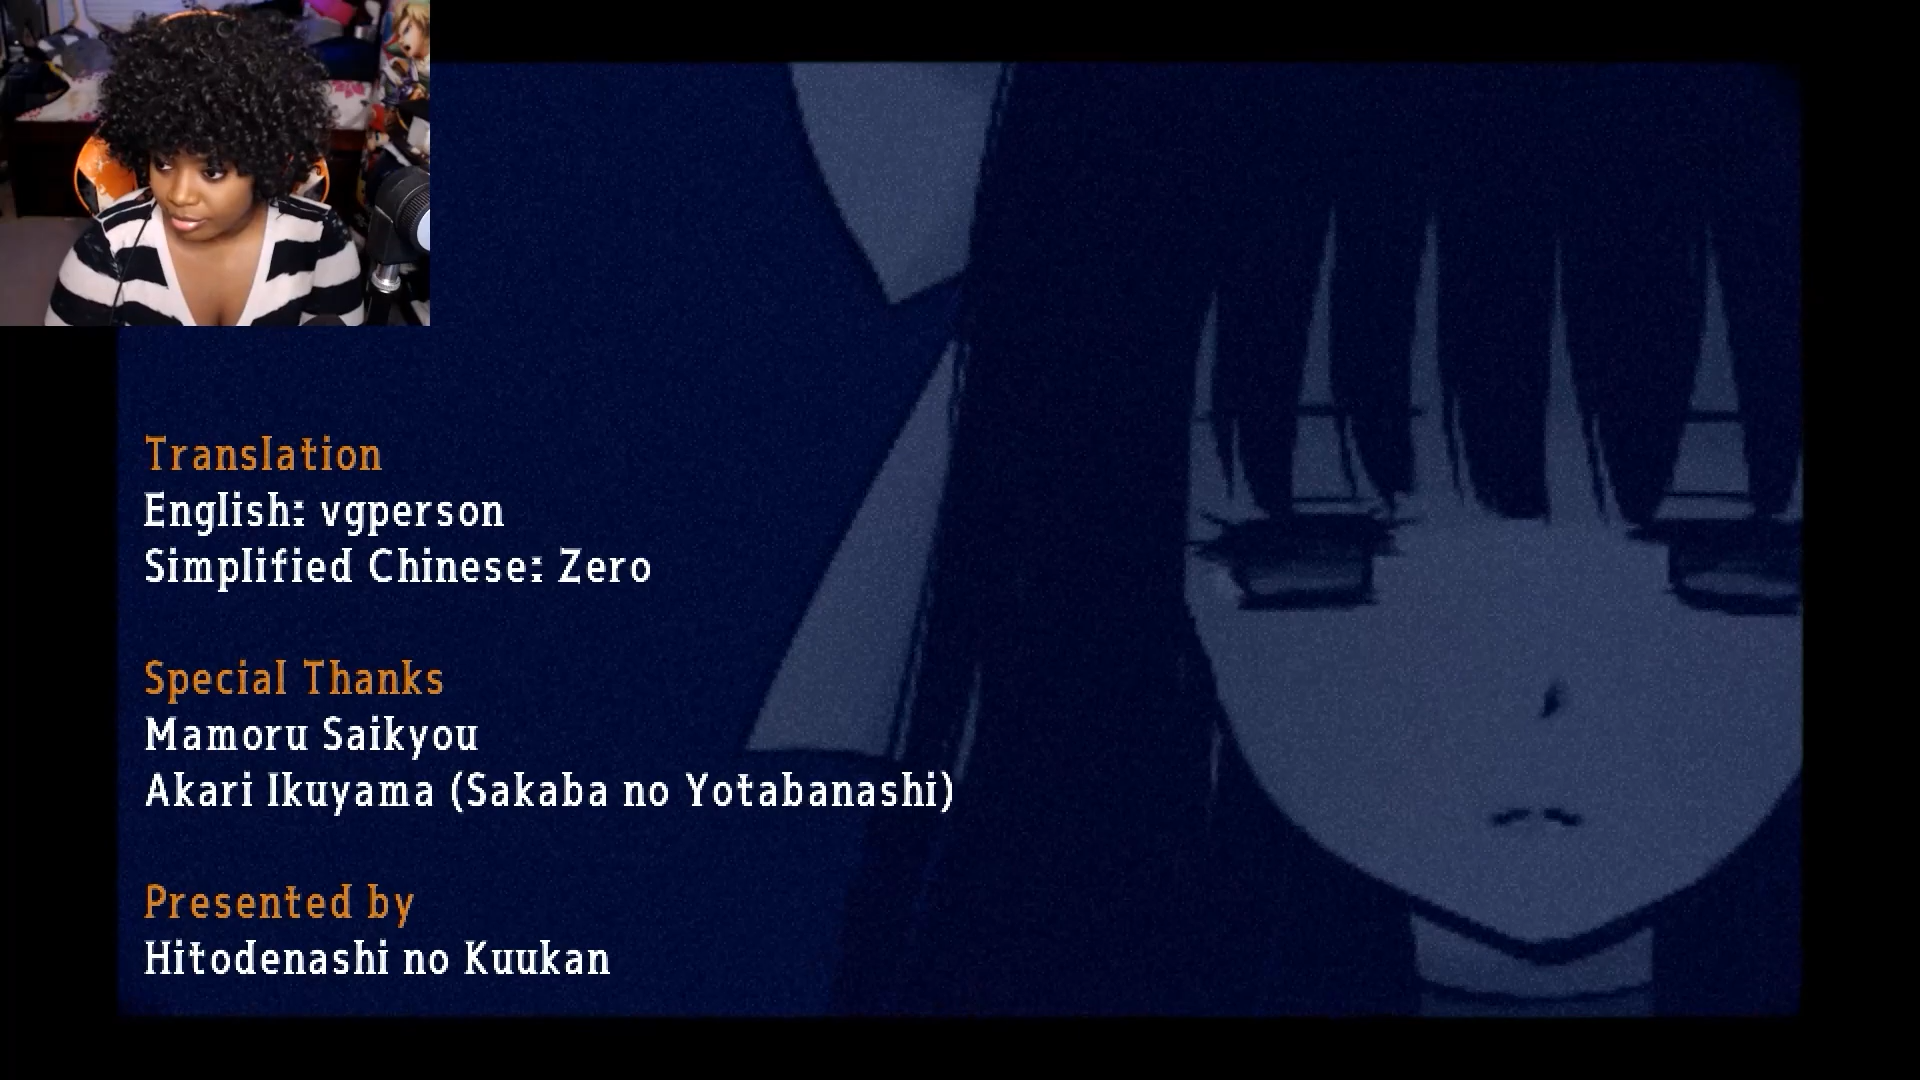 Translation
English: vgperson
Simplified Chinese: Zero
Special Thanks
Mamoru Saikyou
Akari Ikuyama (Sakaba no Yotabanashi)
Presented by
Hitodenashi no Kuukan